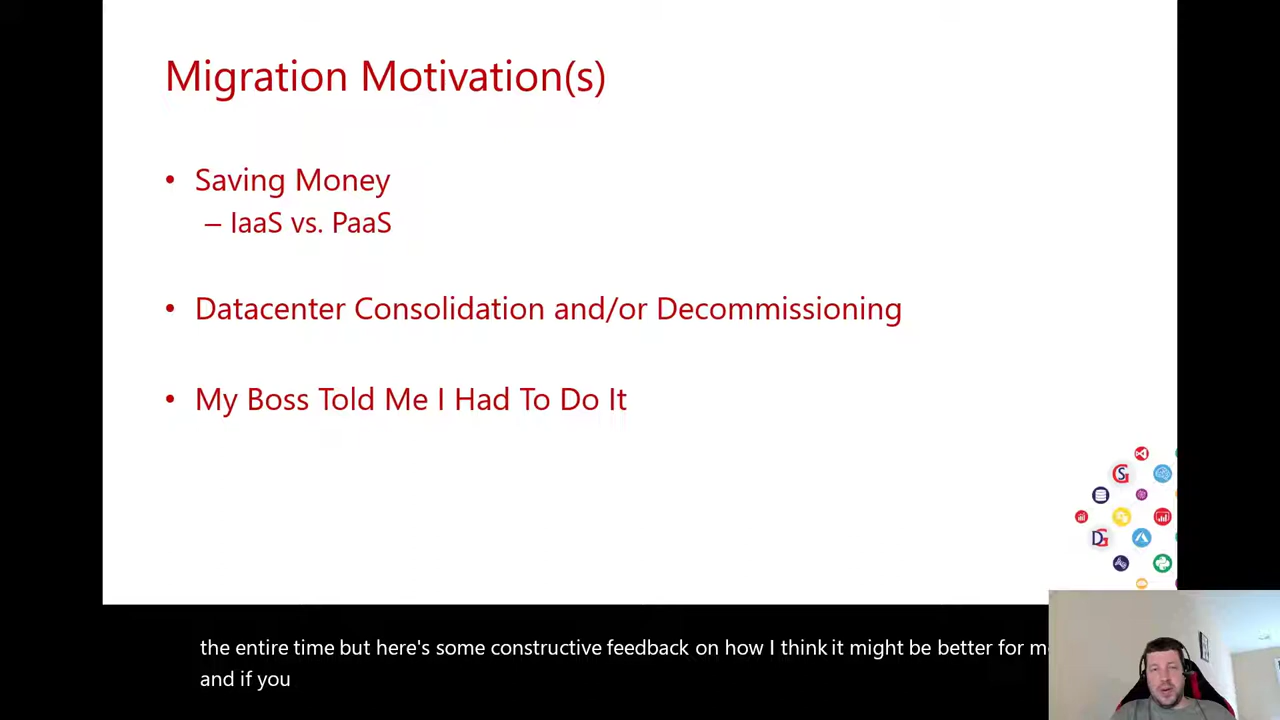 Migration Motivation(s)
• Saving Money
– IaaS vs. PaaS
• Datacenter Consolidation and/or Decommissioning
• My Boss Told Me I Had To Do It
the entire time but here's some constructive feedback on how I think it might be better for
and if you